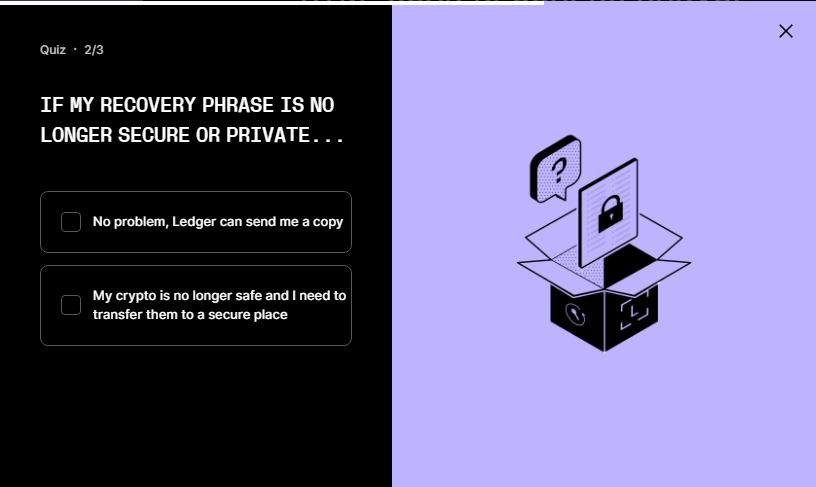 Quiz · 2/3
IF MY RECOVERY PHRASE IS NO
LONGER SECURE OR PRIVATE...
No problem, Ledger can send me a copy
My crypto is no longer safe and I need to
transfer them to a secure place
?